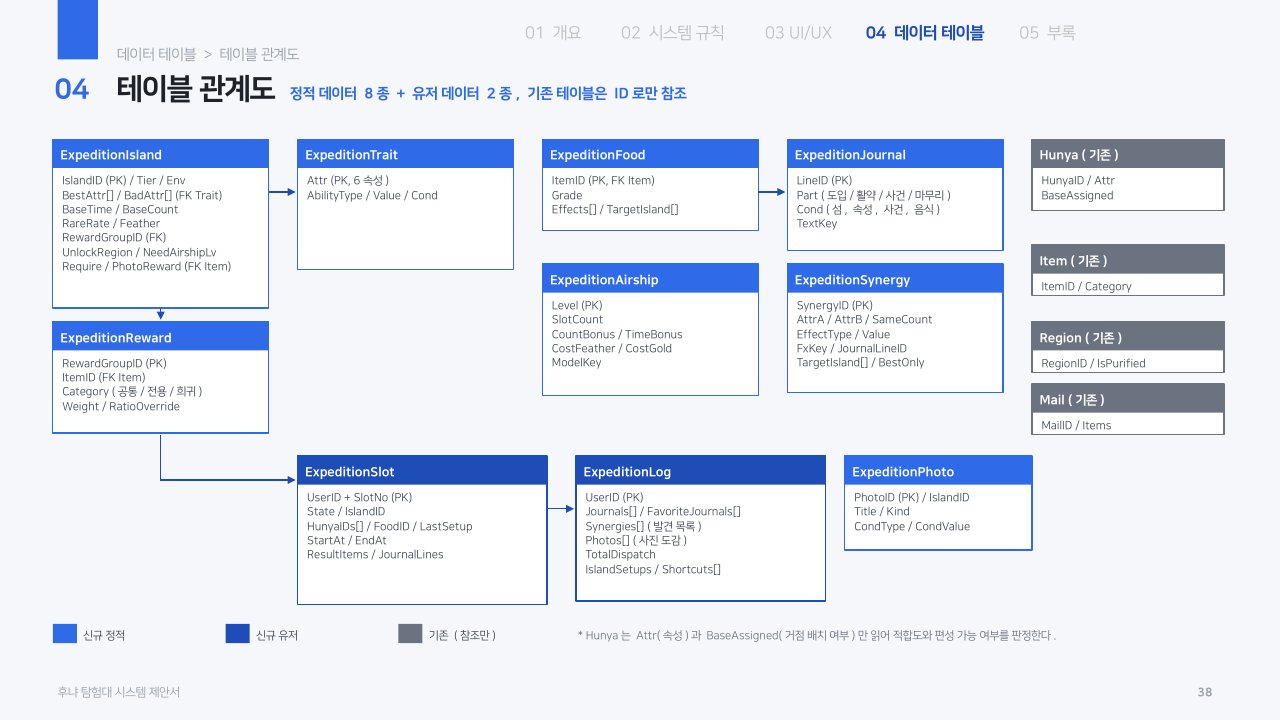 01 개요 02 시스템 규칙 03 UI/UX 04 데이터 테이블 05 부록
데이터 테이블 > 테이블 관계도
04 테이블 관계도 정적 데이터 8 종 + 유저 데이터 2 종 , 기존 테이블은 ID 로만 참조
ExpeditionIsland
IslandID (PK) / Tier / Env
BestAttr[] / BadAttr[] (FK Trait)
BaseTime / BaseCount
RareRate / Feather
RewardGroupID (FK)
UnlockRegion / NeedAirshipLv
Require / PhotoReward (FK Item)
ExpeditionTrait
Attr (PK, 6 속성 )
AbilityType / Value / Cond
ExpeditionFood
ItemID (PK, FK Item)
Grade
Effects[] / TargetIsland[]
ExpeditionJournal
LineID (PK)
Part ( 도입 / 활약 / 사건 / 마무리 )
Cond ( 섬 , 속성 , 사건 , 음식 )
TextKey
Hunya ( 기존 )
HunyaID / Attr
BaseAssigned
Item ( 기존 )
ItemID / Category
ExpeditionAirship
Level (PK)
SlotCount
CountBonus / TimeBonus
CostFeather / CostGold
ModelKey
ExpeditionSynergy
SynergyID (PK)
AttrA / AttrB / SameCount
EffectType / Value
FxKey / JournalLineID
TargetIsland[] / BestOnly
Region ( 기존 )
RegionID / IsPurified
Mail ( 기존 )
MailID / Items
ExpeditionReward
RewardGroupID (PK)
ItemID (FK Item)
Category ( 공통 / 전용 / 희귀 )
Weight / RatioOverride
ExpeditionSlot
UserID + SlotNo (PK)
State / IslandID
HunyaIDs[] / FoodID / LastSetup
StartAt / EndAt
ResultItems / JournalLines
ExpeditionLog
UserID (PK)
Journals[] / FavoriteJournals[]
Synergies[] ( 발견 목록 )
Photos[] ( 사진 도감 )
TotalDispatch
IslandSetups / Shortcuts[]
ExpeditionPhoto
PhotoID (PK) / IslandID
Title / Kind
CondType / CondValue
신규 정적
신규 유저
기존 ( 참조만 )
* Hunya 는 Attr( 속성 ) 과 BaseAssigned( 거점 배치 여부 ) 만 읽어 적합도와 편성 가능 여부를 판정한다 .
후냐 탐험대 시스템 제안서
38